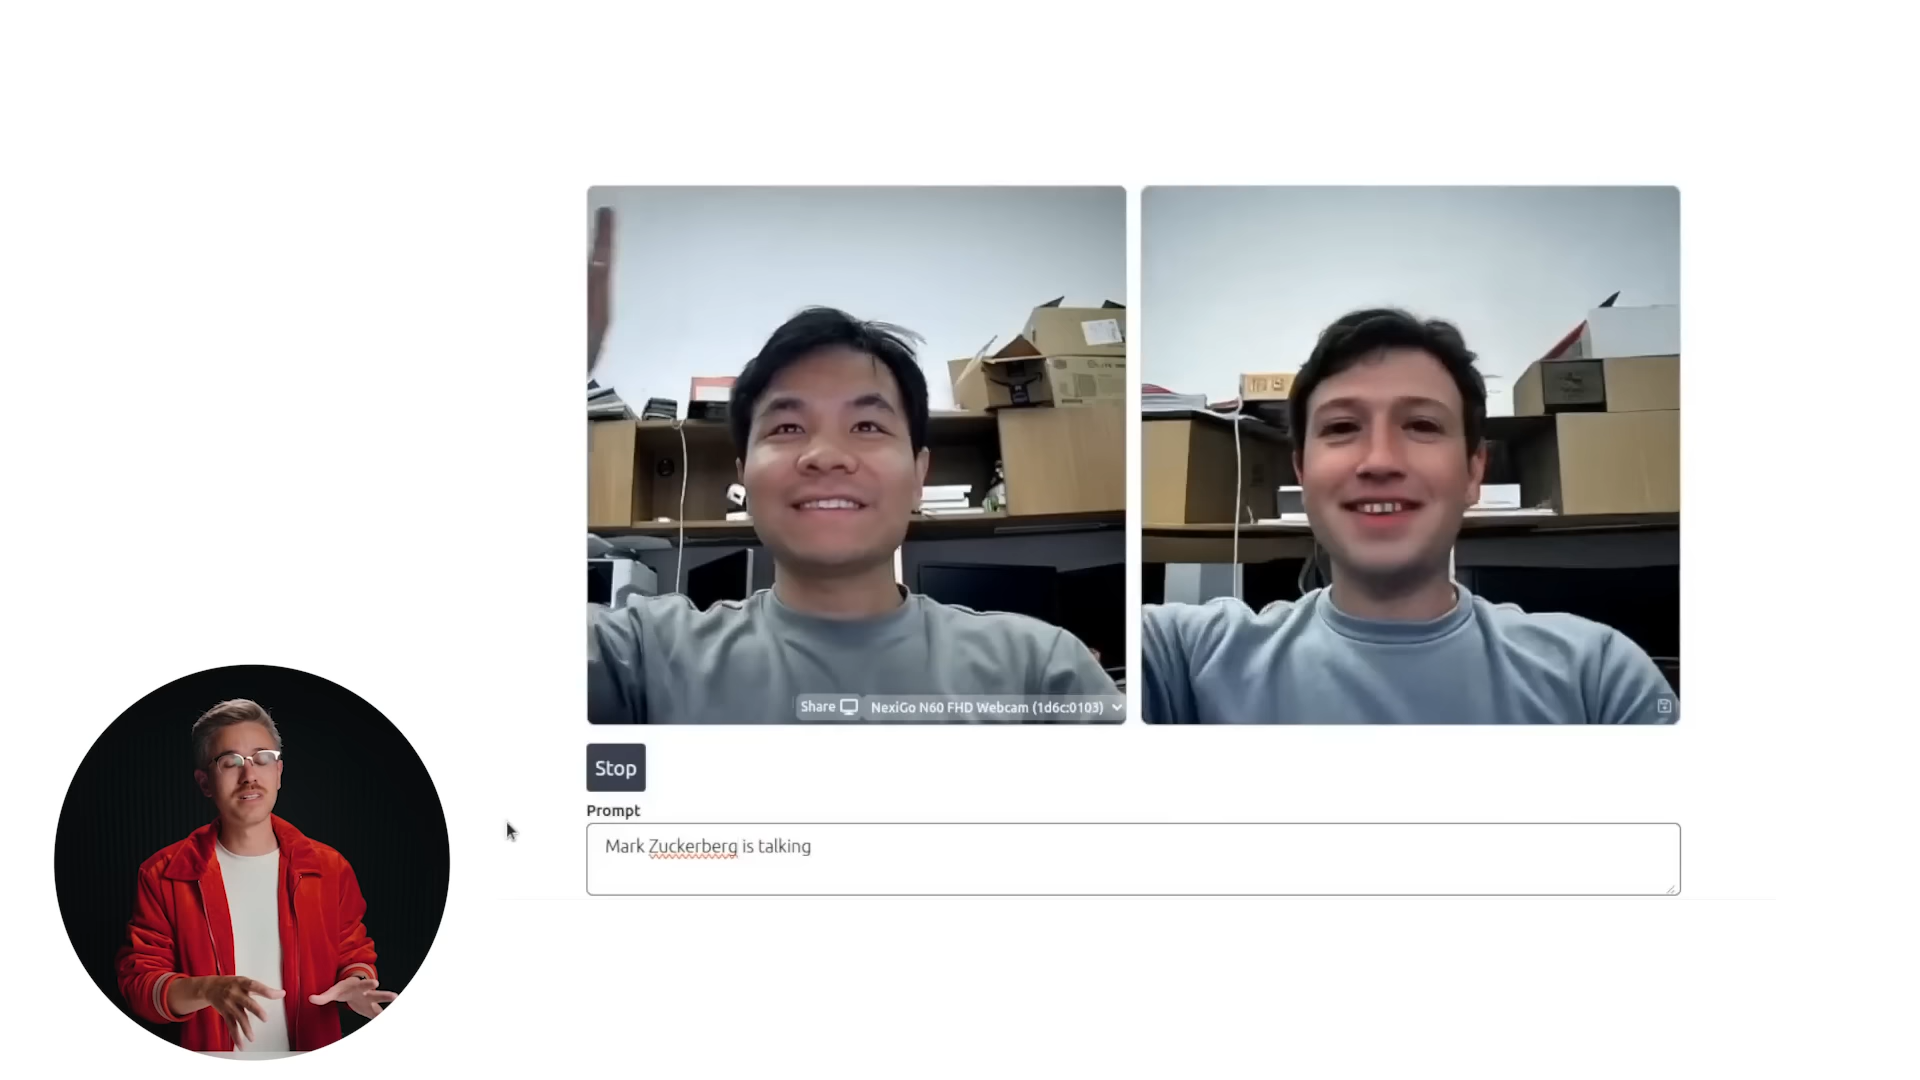 Share NexiGo N60 FHD Webcam (1d6c:0103)
Stop
Prompt
Mark Zuckerberg is talking